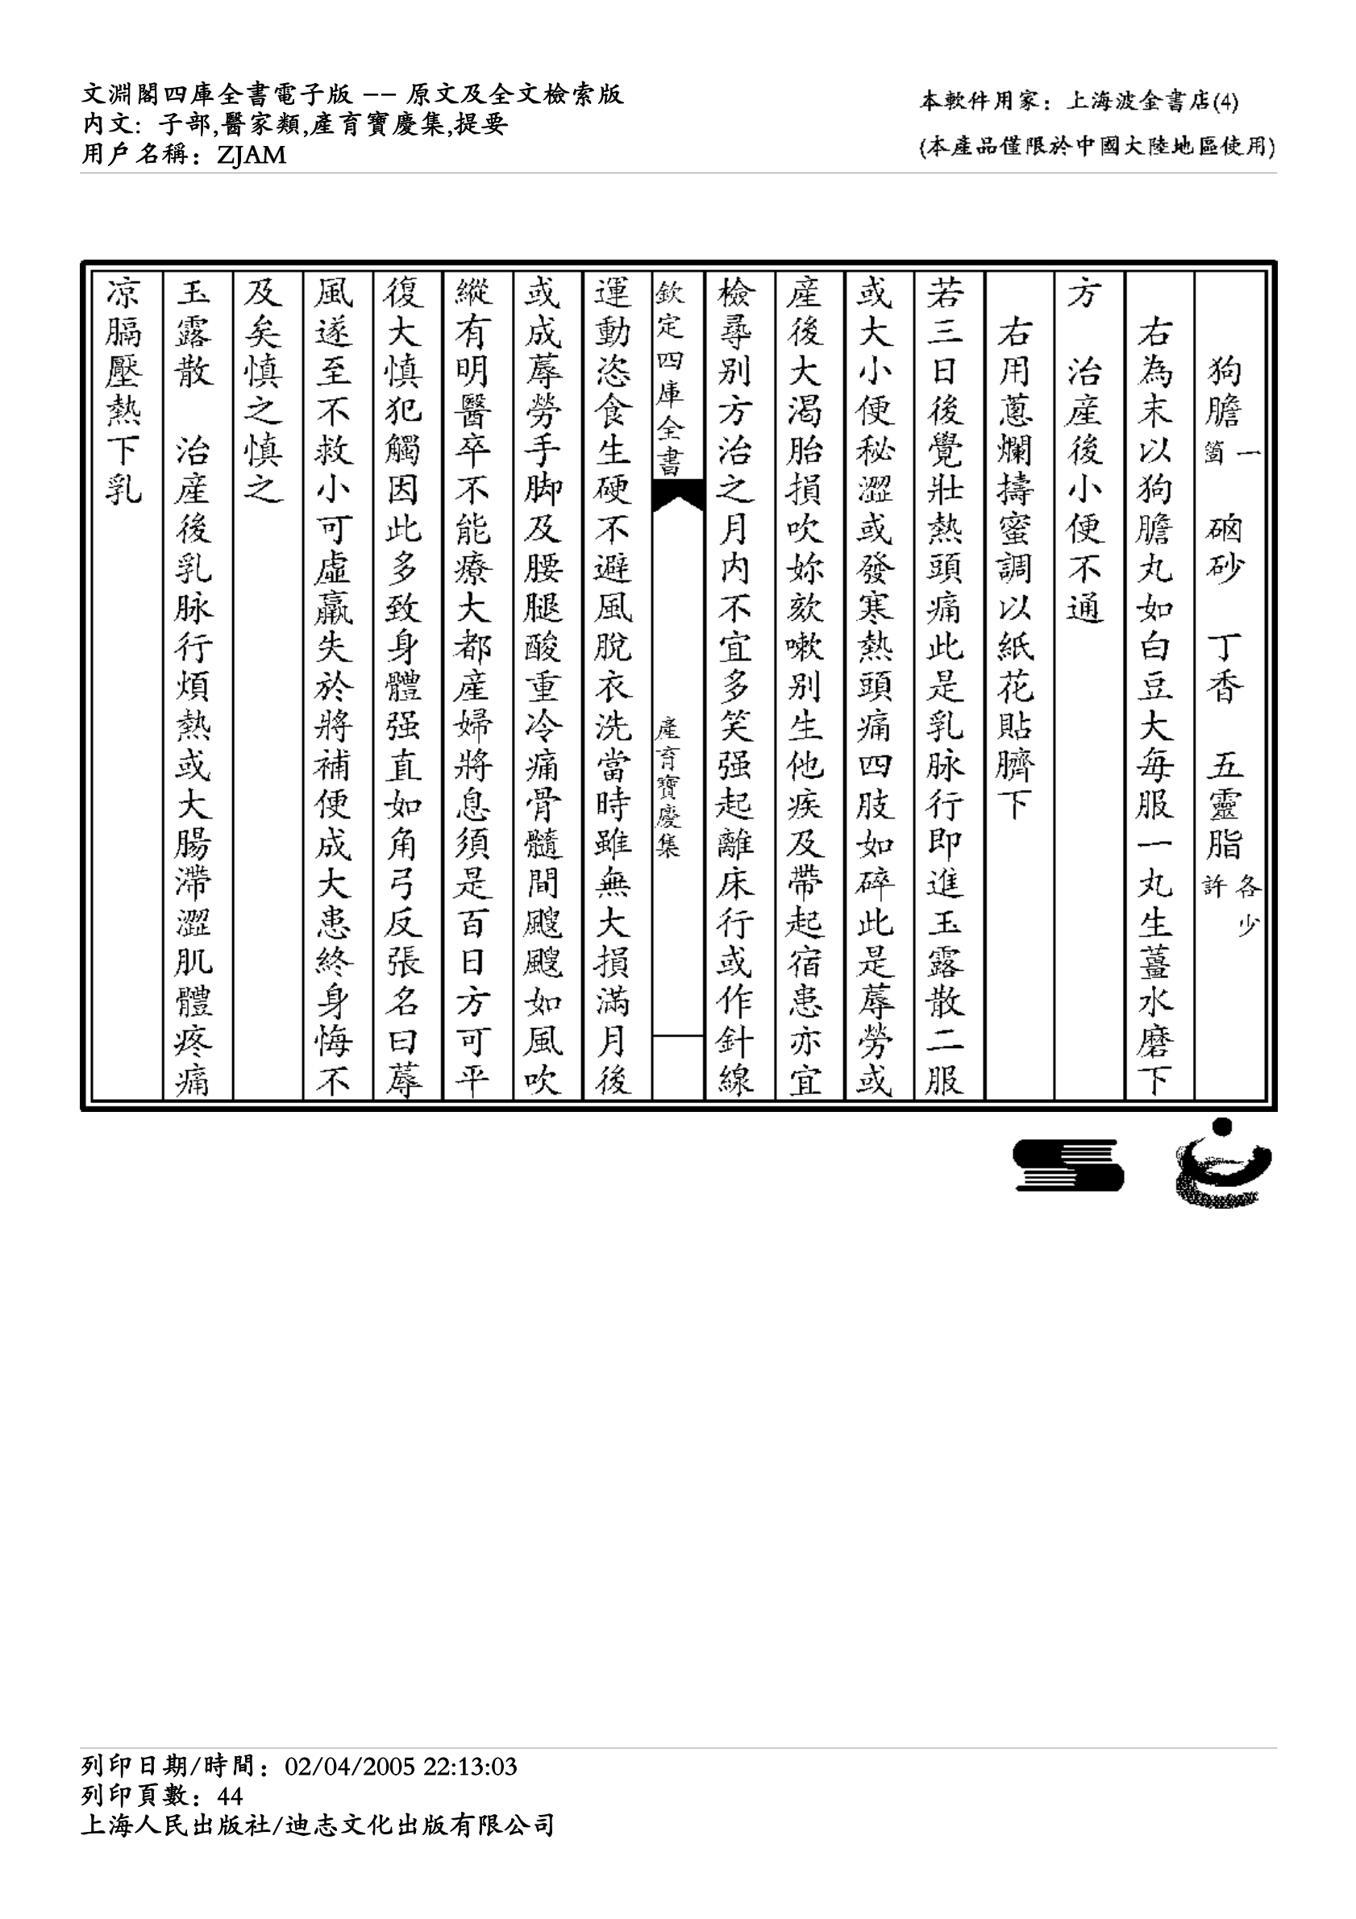 文淵閣四庫全書電子版 -- 原文及全文檢索版
内文: 子部,醫家類,產育寶慶集,提要
用戶名稱: ZJAM
本軟件用家: 上海波金書店(4)
(本產品僅限於中國大陸地區使用)
狗膽一箇 硇砂 丁香 五靈脂各少許
右為末以狗膽丸如白豆大每服一丸生薑水磨下
方 治產後小便不通
右用蔥爛擣蜜調以紙花貼臍下
若三日後覺壯熱頭痛此是乳脉行即進玉露散二服
或大小便秘澀或發寒熱頭痛四肢如碎此是蓐勞或
產後大渴胎損吹妳欬嗽别生他疾及帶起宿患亦宜
檢尋别方治之月内不宜多笑强起離床行或作針線
欽定四庫全書
產育寶慶集
運動恣食生硬不避風脫衣洗當時雖無大損滿月後
或成蓐勞手脚及腰腿酸重冷痛骨髓間颼颼如風吹
縱有明醫卒不能療大都產婦將息須是百日方可平
復大慎犯觸因此多致身體强直如角弓反張名曰蓐
風遂至不救小可虛羸失於將補便成大患終身悔不
及矣慎之慎之
玉露散 治產後乳脉行煩熱或大腸滯澀肌體疼痛
凉膈壓熱下乳
列印日期/時間: 02/04/2005 22:13:03
列印頁數: 44
上海人民出版社/迪志文化出版有限公司